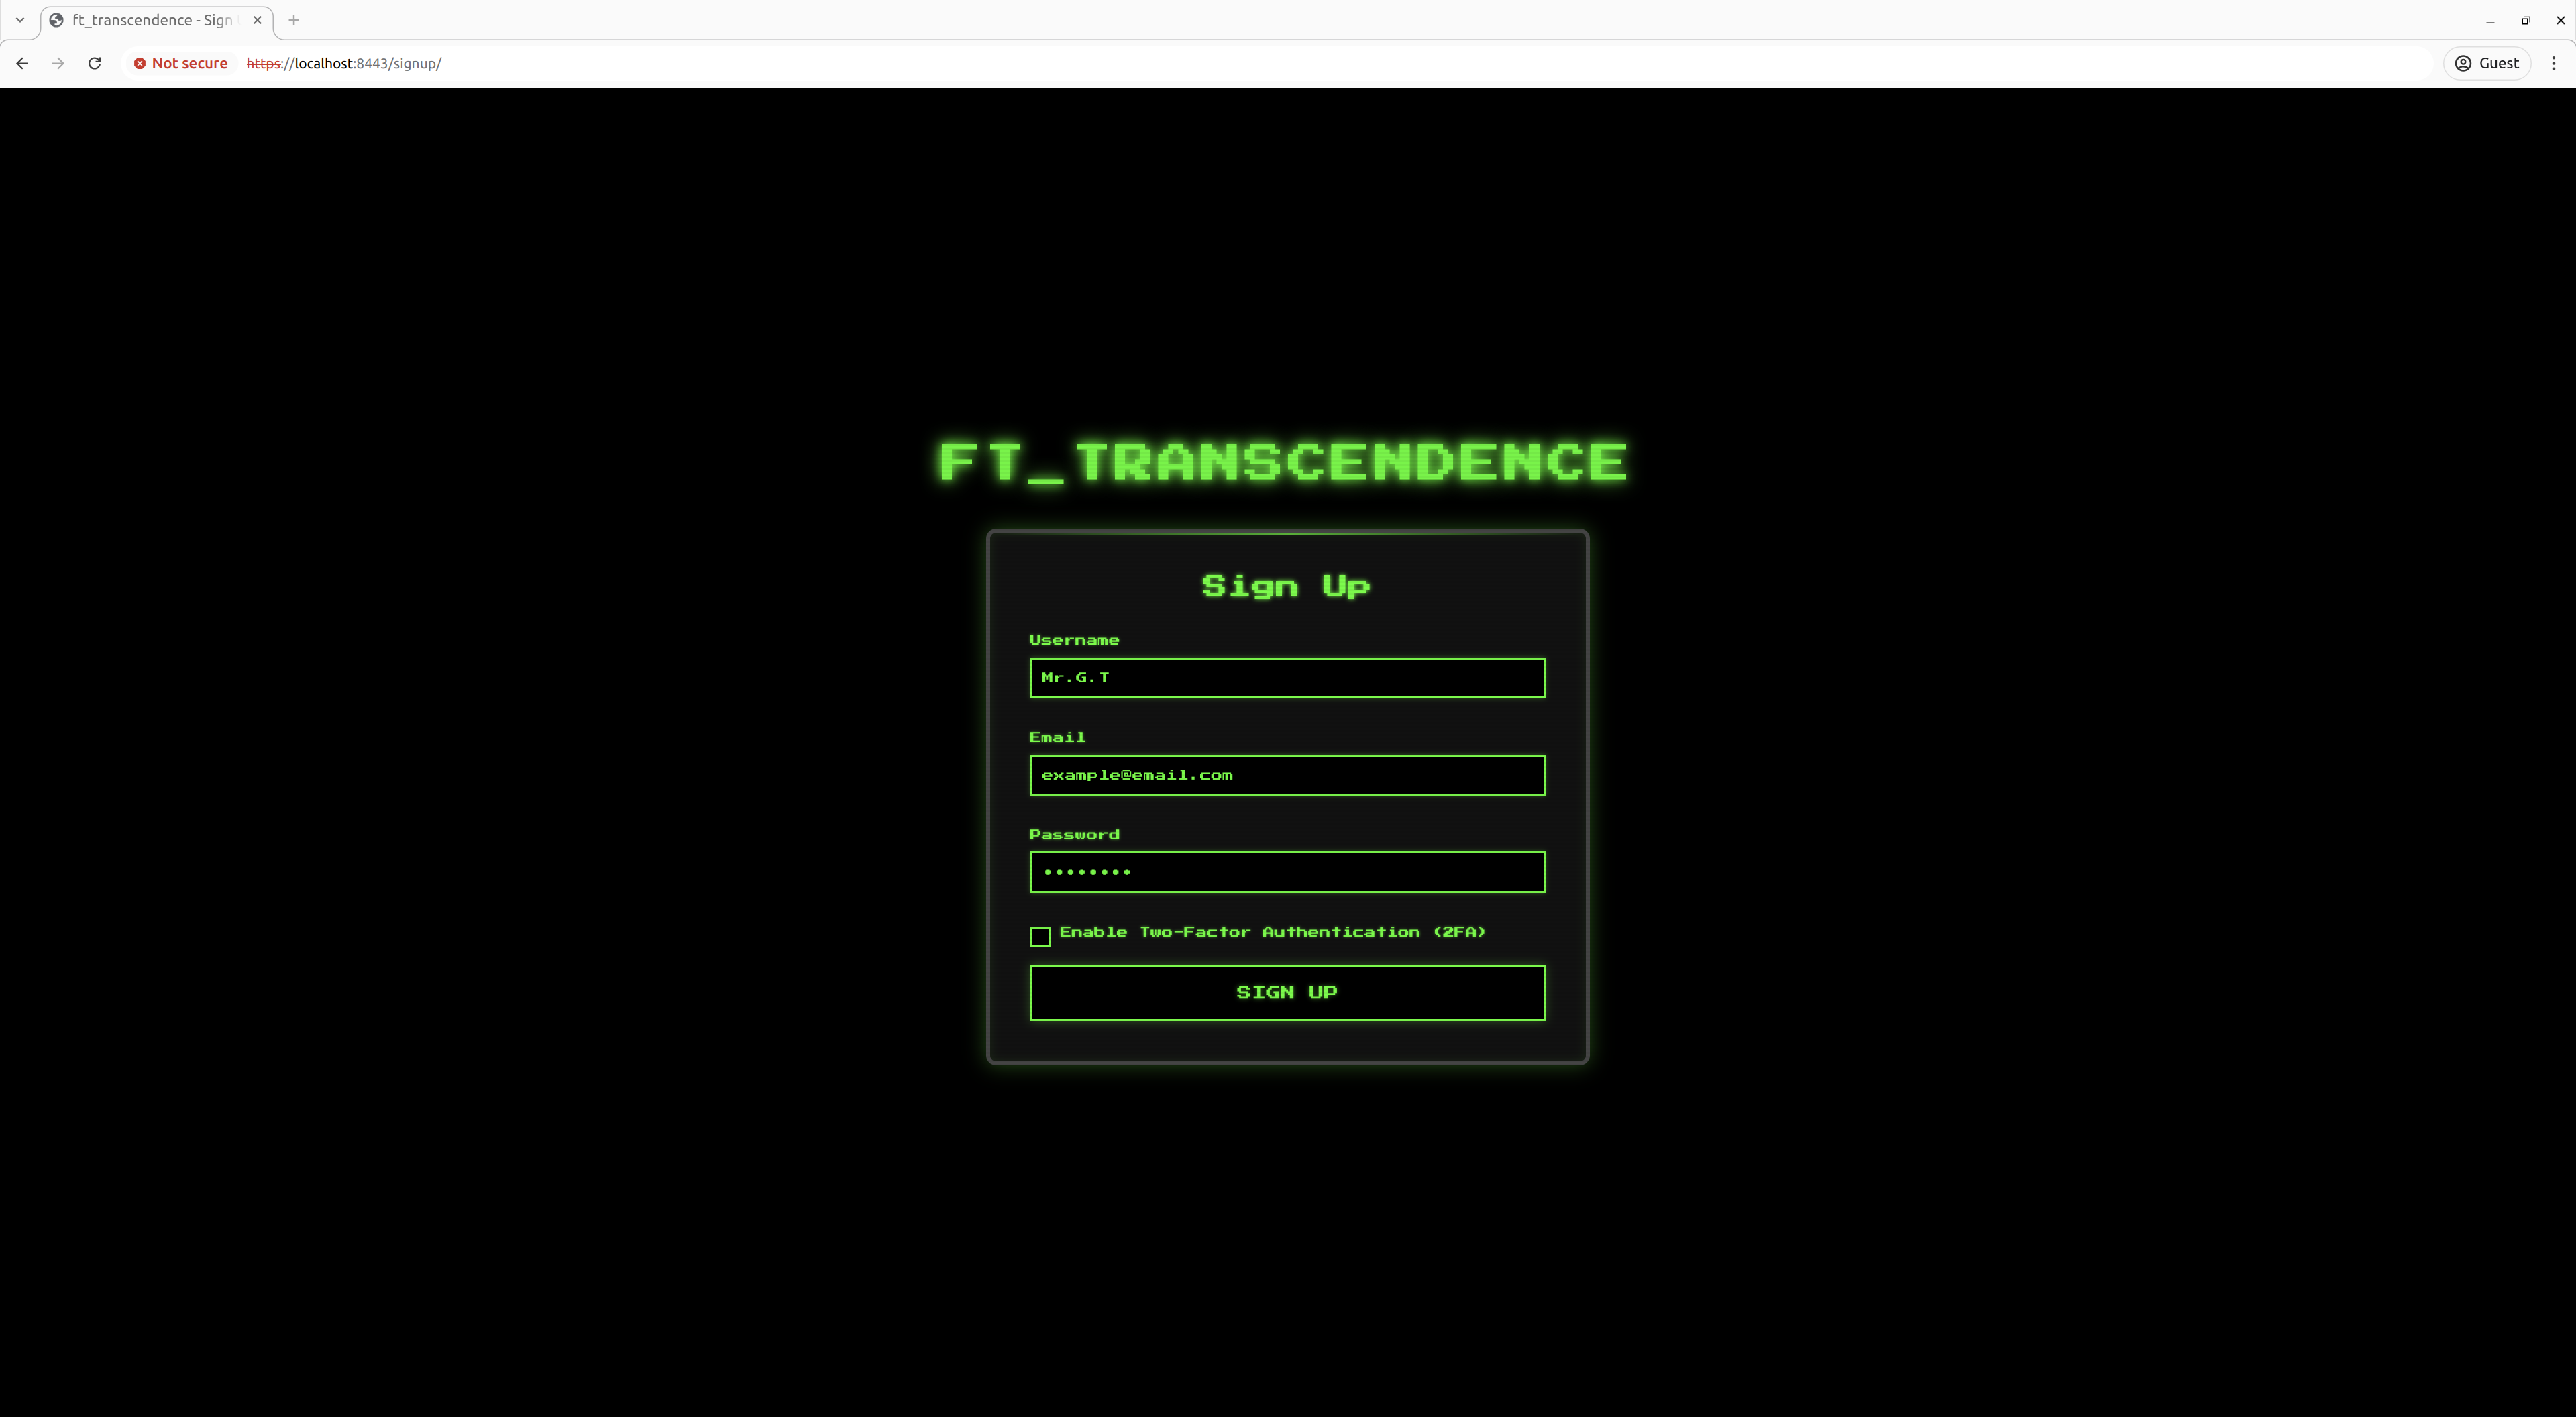 ft_transcendence - Sign
Not secure https://localhost:8443/signup/ Guest
FT_TRANSCENDENCE
Sign Up
Username
Mr.G.T
Email
example@email.com
Password
••••••••
Enable Two-Factor Authentication (2FA)
SIGN UP